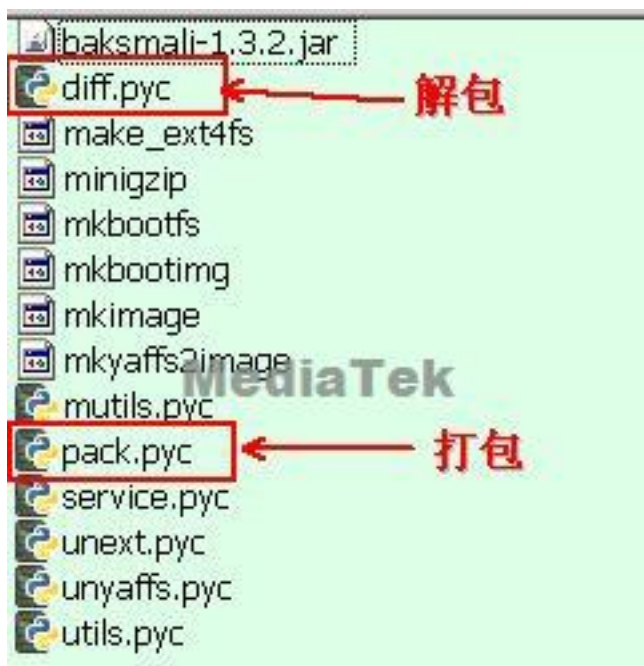 baksmali-1.3.2.jar
diff.pyc
解包
make_ext4fs
minigzip
mkbootfs
mkbootimg
mkimage
mkyaffs2image
MediaTek
mutils.pyc
pack.pyc
打包
service.pyc
unext.pyc
unyaffs.pyc
utils.pyc